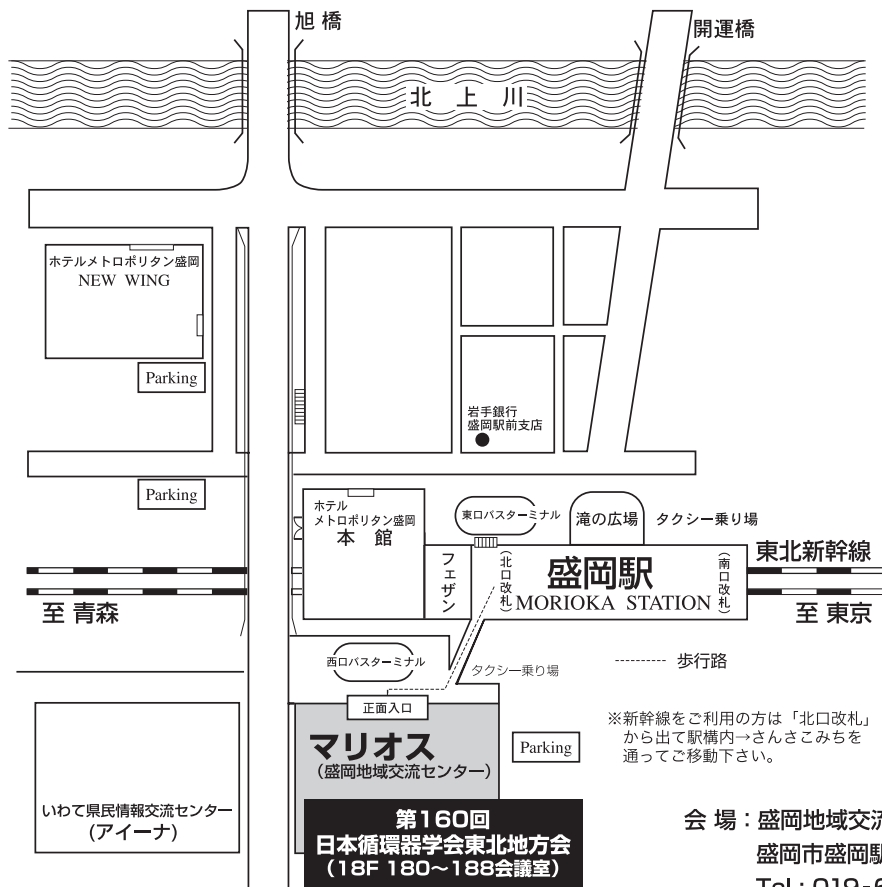 旭 橋
開運橋
北 上 川
ホテルメトロポリタン盛岡
NEW WING
Parking
岩手銀行
盛岡駅前支店
Parking
ホテル
メトロポリタン盛岡
本 館
東口バスターミナル
滝の広場
タクシー乗り場
フェザン
(北口改札)
盛岡駅
MORIOKA STATION
(南口改札)
東北新幹線
至 青森
至 東京
西口バスターミナル
タクシー乗り場
歩行路
正面入口
マリオス
(盛岡地域交流センター)
Parking
※新幹線をご利用の方は「北口改札」
から出て駅構内→さんさこみちを
通ってご移動下さい。
いわて県民情報交流センター
(アイーナ)
第160回
日本循環器学会東北地方会
(18F 180〜188会議室)
会 場:盛岡地域交流
盛岡市盛岡駅
Tel:019-6